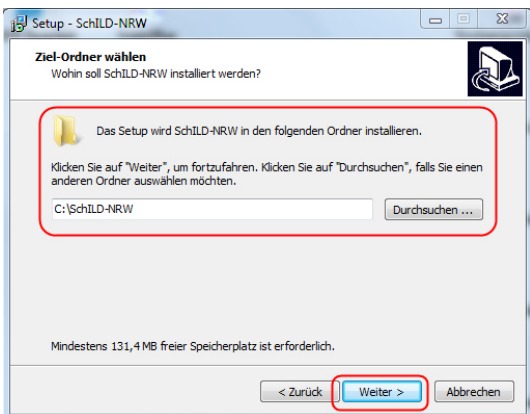 Setup - SchILD-NRW
Ziel-Ordner wählen
Wohin soll SchILD-NRW installiert werden?
Das Setup wird SchILD-NRW in den folgenden Ordner installieren.
Klicken Sie auf "Weiter", um fortzufahren. Klicken Sie auf "Durchsuchen", falls Sie einen
anderen Ordner auswählen möchten.
C:\SchILD-NRW
Durchsuchen ...
Mindestens 131,4 MB freier Speicherplatz ist erforderlich.
< Zurück
Weiter >
Abbrechen